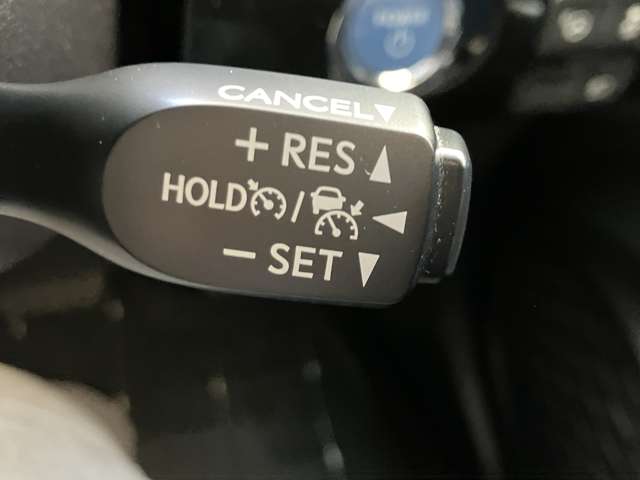 CANCEL
+ RES
HOLD /
- SET